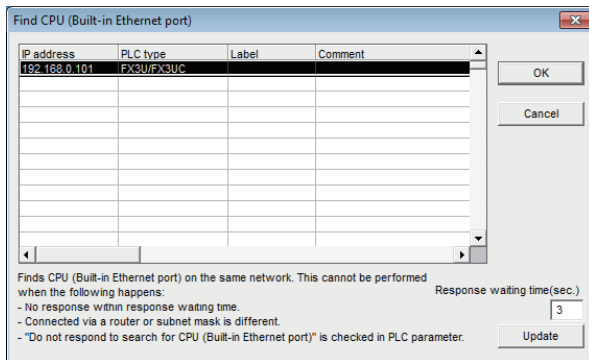 Find CPU (Built-in Ethernet port)
IP address PLC type Label Comment
192.168.0.101 FX3U/FX3UC
OK
Cancel
Finds CPU (Built-in Ethernet port) on the same network. This cannot be performed
when the following happens:
- No response within response waiting time.
- Connected via a router or subnet mask is different.
- "Do not respond to search for CPU (Built-in Ethernet port)" is checked in PLC parameter.
Response waiting time(sec.)
3
Update